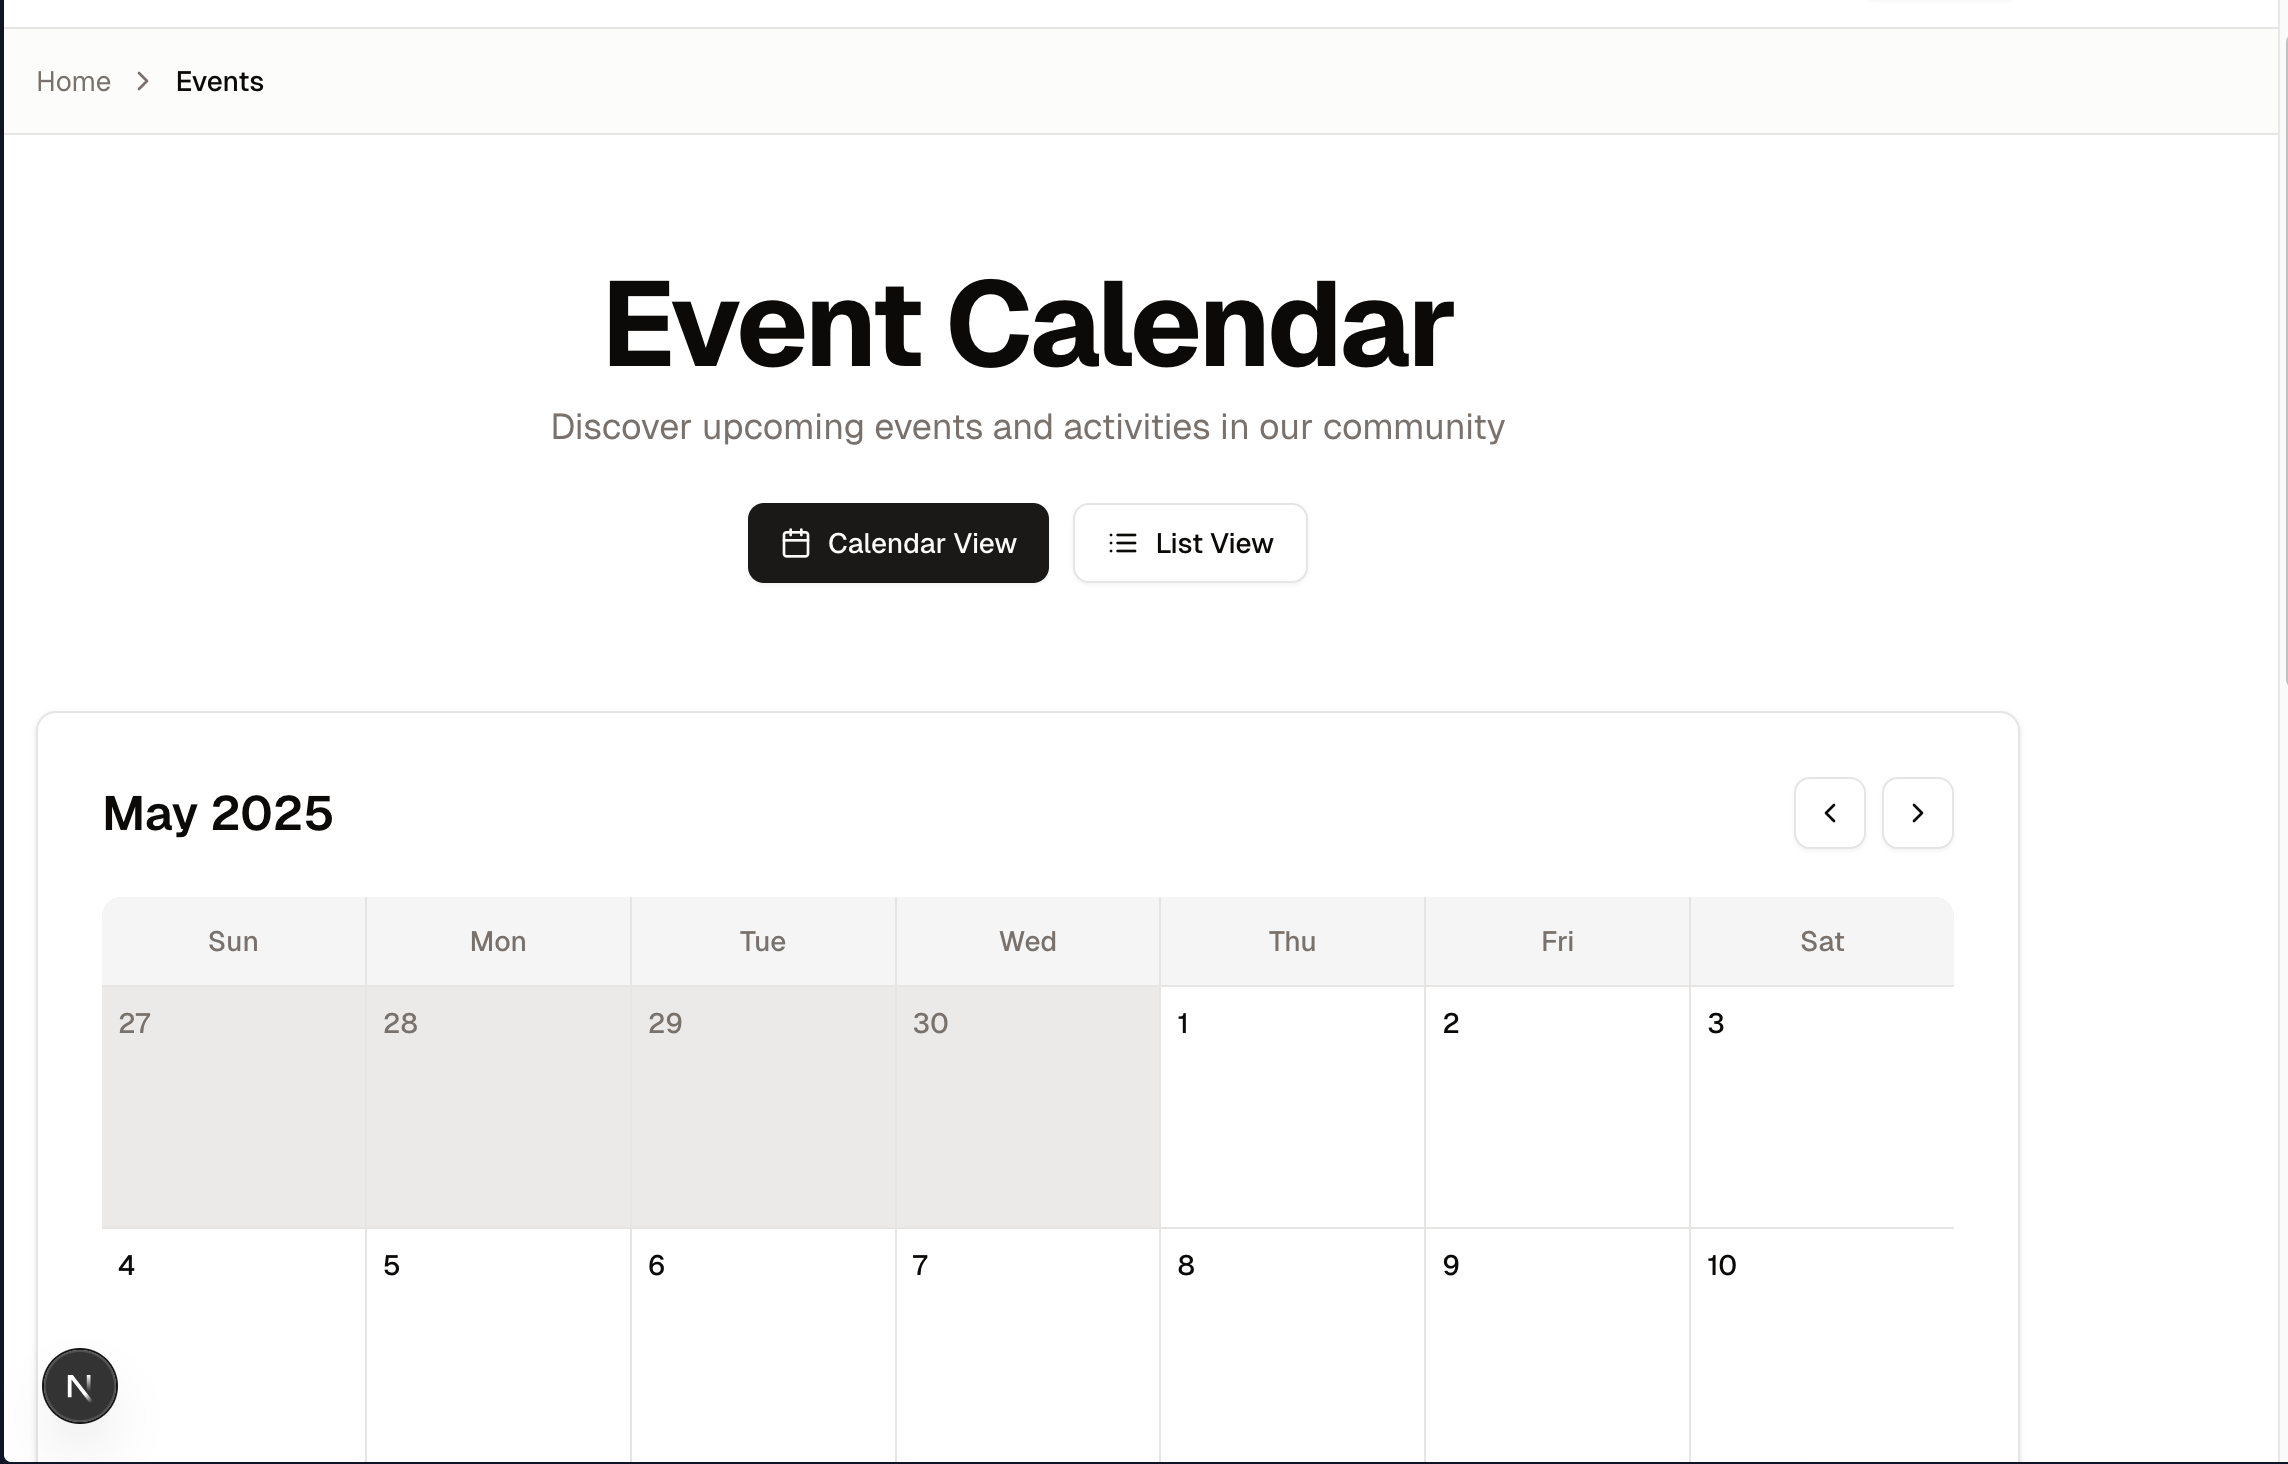 Home > Events
Event Calendar
Discover upcoming events and activities in our community
Calendar View List View
May 2025
Sun Mon Tue Wed Thu Fri Sat
27 28 29 30 1 2 3
4 5 6 7 8 9 10
N